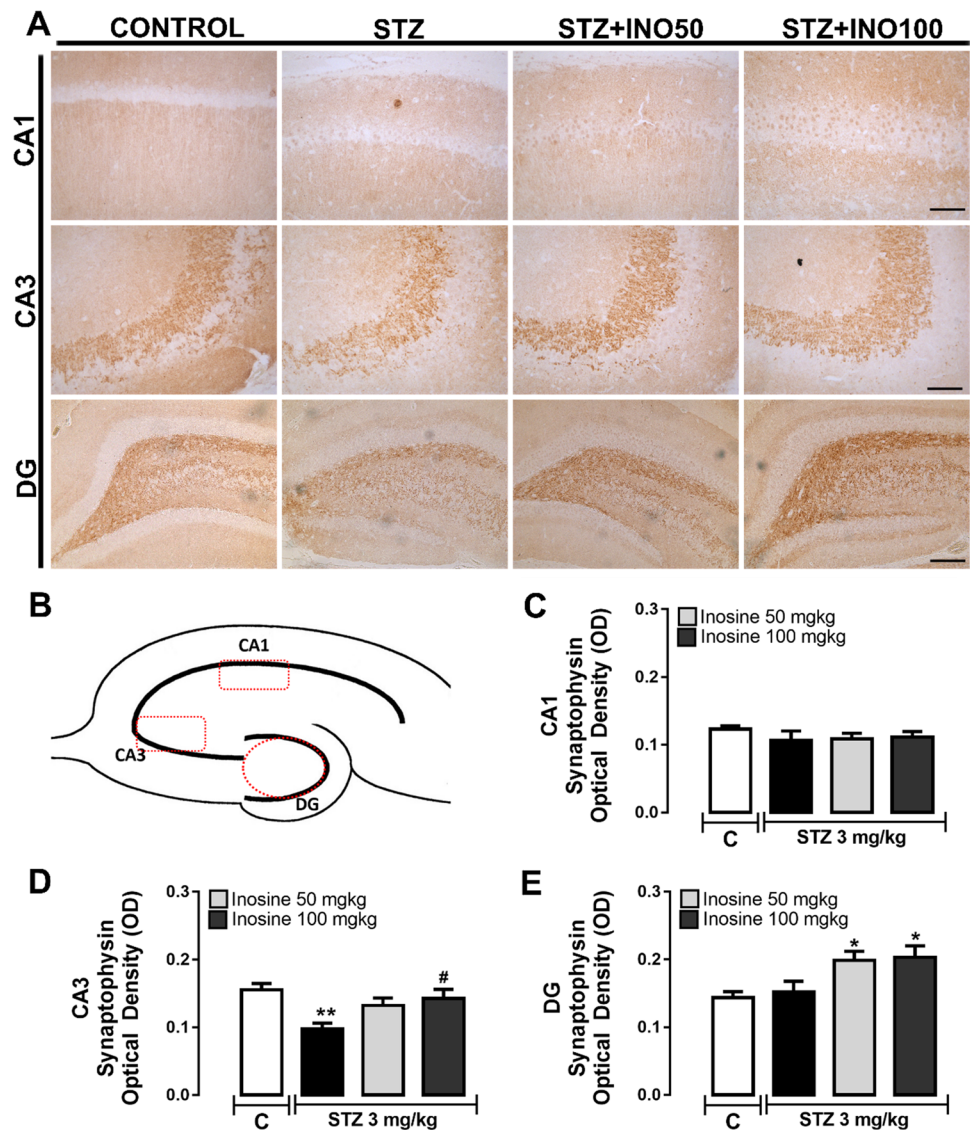 A
CONTROL STZ STZ+INO50 STZ+INO100
CA1
CA3
DG
B
CA1
CA3
DG
C
CA1
Synaptophysin
Optical Density (OD)
0.3
0.2
0.1
0.0
Inosine 50 mgkg
Inosine 100 mgkg
C
STZ 3 mg/kg
D
CA3
Synaptophysin
Optical Density (OD)
0.3
0.2
0.1
0.0
Inosine 50 mgkg
Inosine 100 mgkg
**
#
C
STZ 3 mg/kg
E
DG
Synaptophysin
Optical Density (OD)
0.3
0.2
0.1
0.0
Inosine 50 mgkg
Inosine 100 mgkg
* *
C
STZ 3 mg/kg